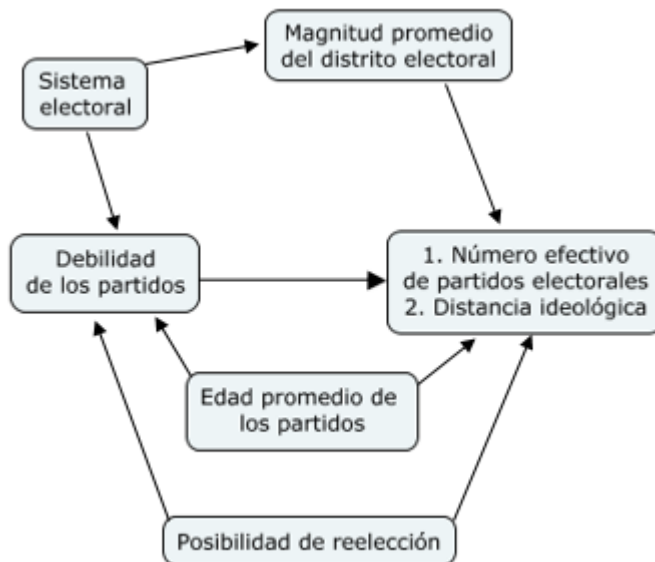 Magnitud promedio
del distrito electoral
Sistema
electoral
Debilidad
de los partidos
1. Número efectivo
de partidos electorales
2. Distancia ideológica
Edad promedio de
los partidos
Posibilidad de reelección